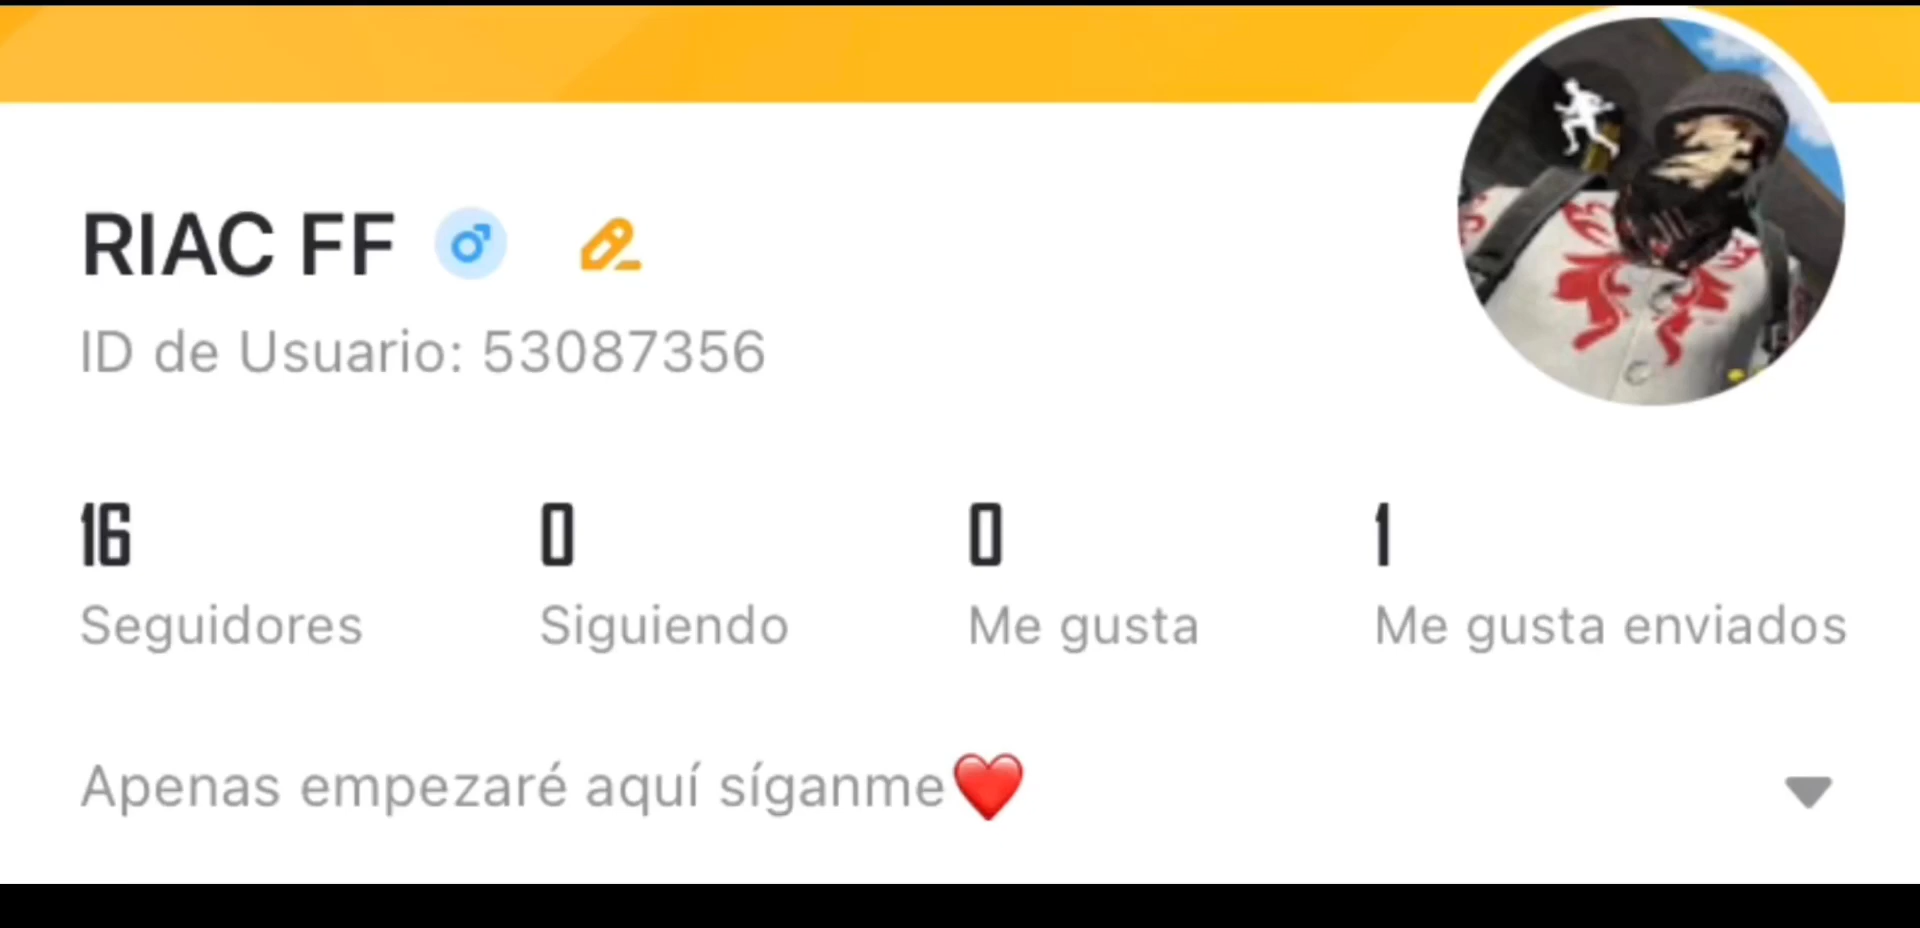 RIAC FF
ID de Usuario: 53087356
16 0 0 1
Seguidores Siguiendo Me gusta Me gusta enviados
Apenas empezaré aquí síganme❤️